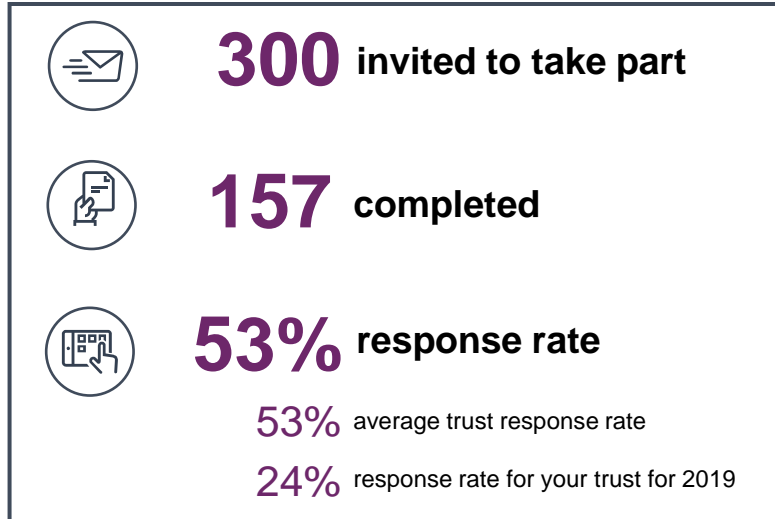 300 invited to take part
157 completed
53% response rate
53% average trust response rate
24% response rate for your trust for 2019